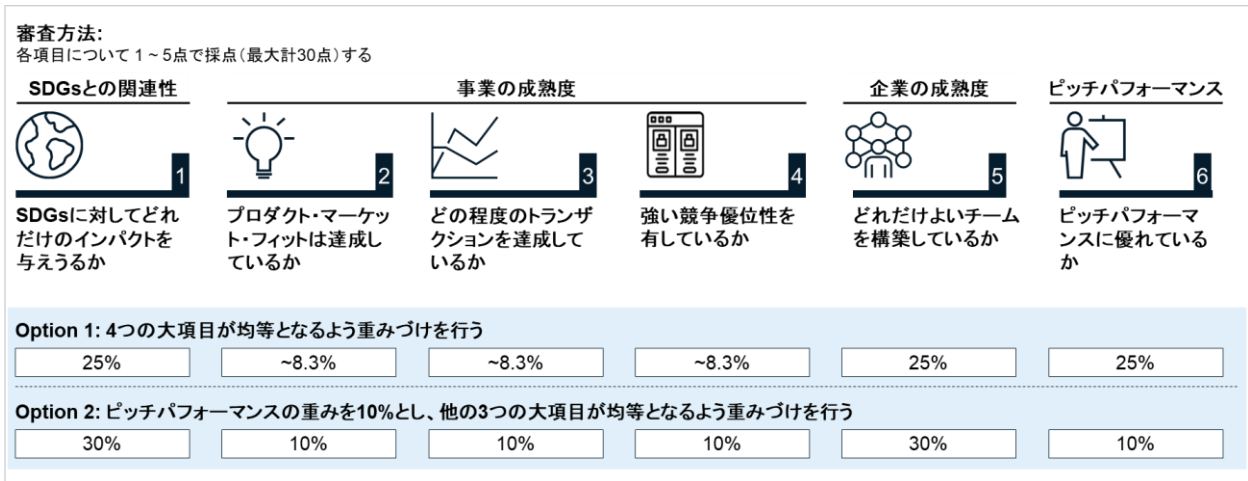 審査方法:
各項目について 1 ~ 5点で採点(最大計30点)する
SDGsとの関連性
事業の成熟度
企業の成熟度
ピッチパフォーマンス
1
2
3
4
5
6
SDGsに対してどれ
だけのインパクトを
与えうるか
プロダクト・マーケッ
ト・フィットは達成し
ているか
どの程度のトランザ
クションを達成して
いるか
強い競争優位性を
有しているか
どれだけよいチーム
を構築しているか
ピッチパフォーマ
ンスに優れている
か
Option 1: 4つの大項目が均等となるよう重みづけを行う
25%
~8.3%
~8.3%
~8.3%
25%
25%
Option 2: ピッチパフォーマンスの重みを10%とし、他の3つの大項目が均等となるよう重みづけを行う
30%
10%
10%
10%
30%
10%